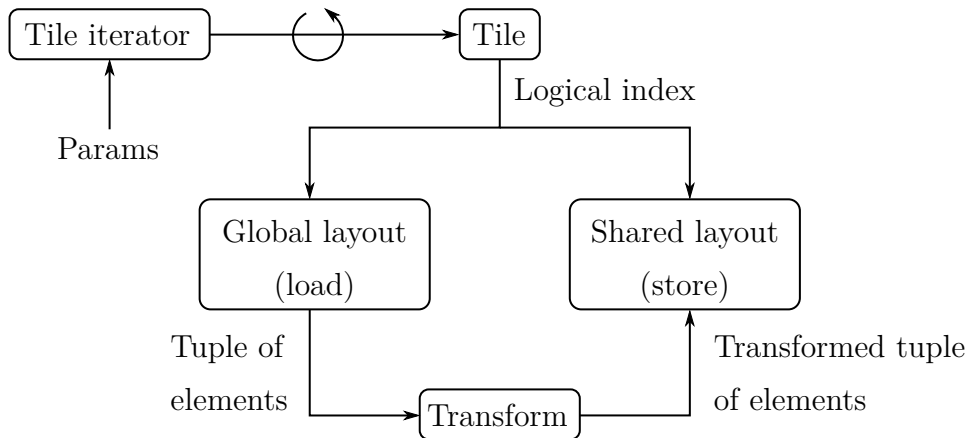 Tile iterator
Tile
Logical index
Params
Global layout
(load)
Shared layout
(store)
Tuple of
elements
Transformed tuple
of elements
Transform